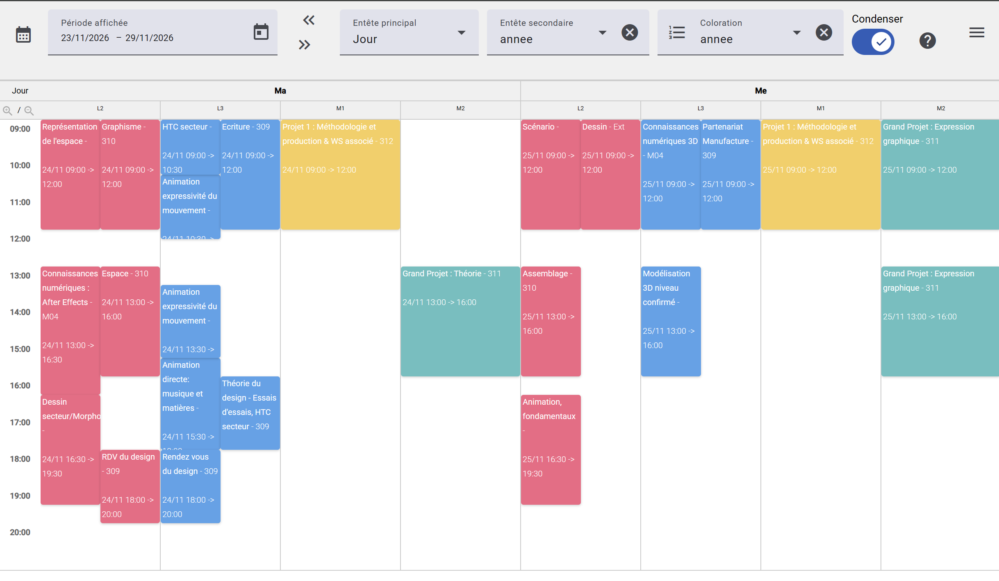 Période affichée
23/11/2026 – 29/11/2026
Entête principal
Jour
Entête secondaire
annee
Coloration
annee
Condenser
Jour
Ma
Me
/
L2
L3
M1
M2
L2
L3
M1
M2
09:00
10:00
11:00
12:00
13:00
14:00
15:00
16:00
17:00
18:00
19:00
20:00
Représentation
de l'espace -
24/11 09:00 ->
12:00
Graphisme -
310
24/11 09:00 ->
12:00
HTC secteur -
24/11 09:00 ->
10:30
Ecriture - 309
24/11 09:00 ->
12:00
Animation
expressivité du
mouvement -
24/11 10:30 ->
Projet 1 : Méthodologie et
production & WS associé - 312
24/11 09:00 -> 12:00
Scénario -
25/11 09:00 ->
12:00
Dessin - Ext
25/11 09:00 ->
12:00
Connaissances
numériques 3D
- M04
25/11 09:00 ->
12:00
Partenariat
Manufacture -
309
25/11 09:00 ->
12:00
Projet 1 : Méthodologie et
production & WS associé - 312
25/11 09:00 -> 12:00
Grand Projet : Expression
graphique - 311
25/11 09:00 -> 12:00
Connaissances
numériques :
After Effects -
M04
24/11 13:00 ->
16:30
Espace - 310
24/11 13:00 ->
16:00
Animation
expressivité du
mouvement -
24/11 13:30 ->
Animation
directe:
musique et
matières -
24/11 15:30 ->
Théorie du
design - Essais
d'essais, HTC
secteur - 309
Grand Projet : Théorie - 311
24/11 13:00 -> 16:00
Assemblage -
310
25/11 13:00 ->
16:00
Modélisation
3D niveau
confirmé -
25/11 13:00 ->
16:00
Grand Projet : Expression
graphique - 311
25/11 13:00 -> 16:00
Dessin
secteur/Morpho
-
24/11 16:30 ->
19:30
RDV du design
- 309
24/11 18:00 ->
20:00
Rendez vous
du design - 309
24/11 18:00 ->
20:00
Animation,
fondamentaux
-
25/11 16:30 ->
19:30